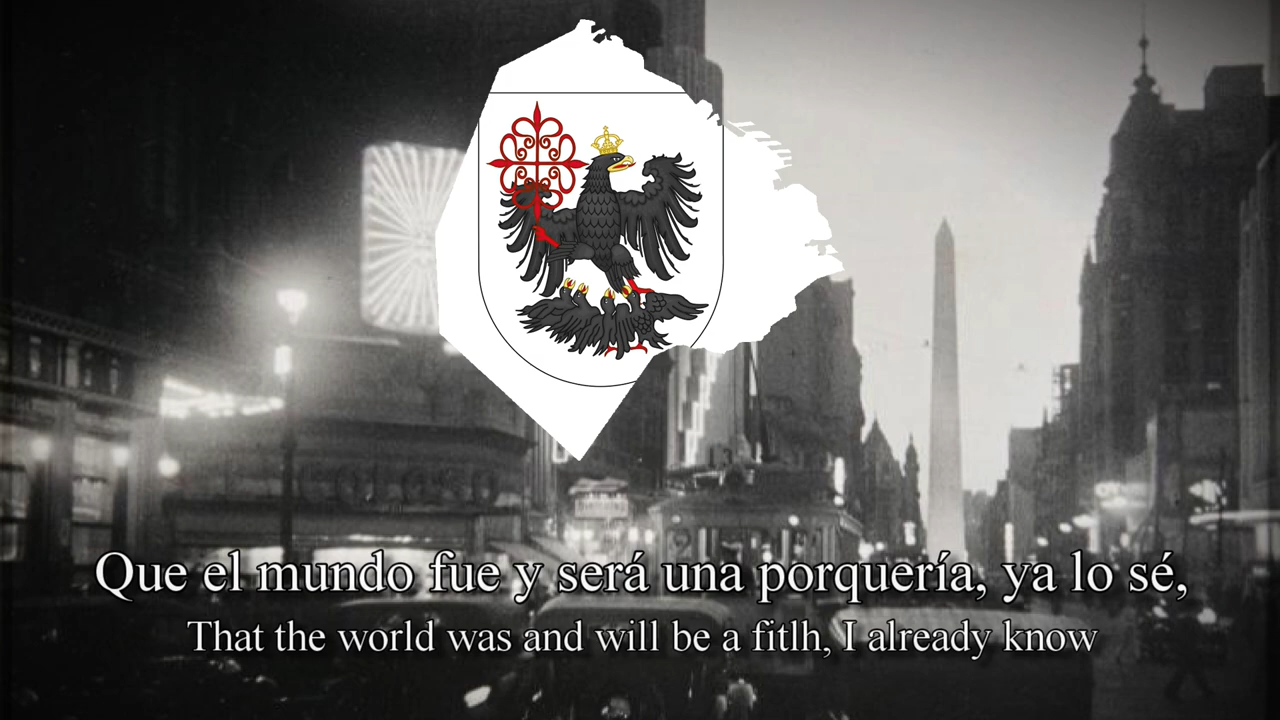 Que el mundo fue y será una porquería, ya lo sé,
That the world was and will be a fitlh, I already know